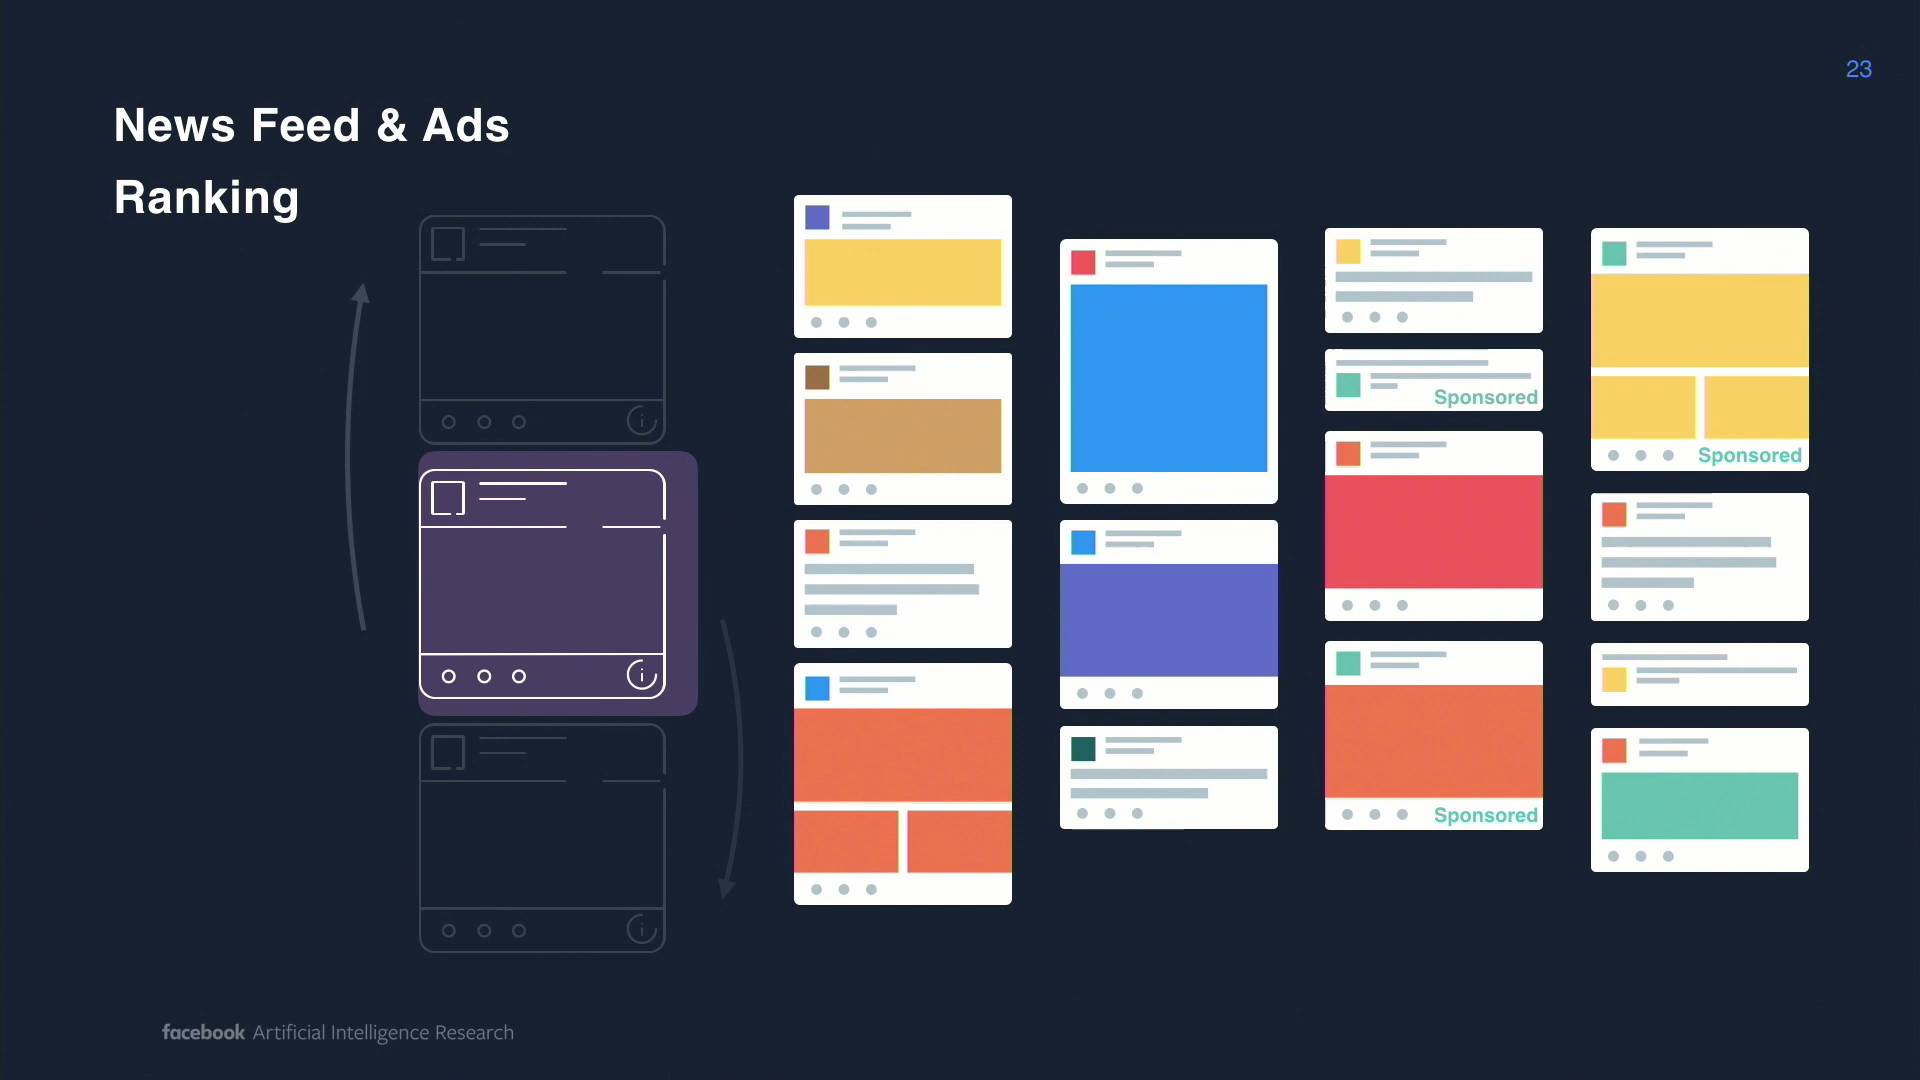 23
News Feed & Ads
Ranking
Sponsored
Sponsored
Sponsored
facebook Artificial Intelligence Research